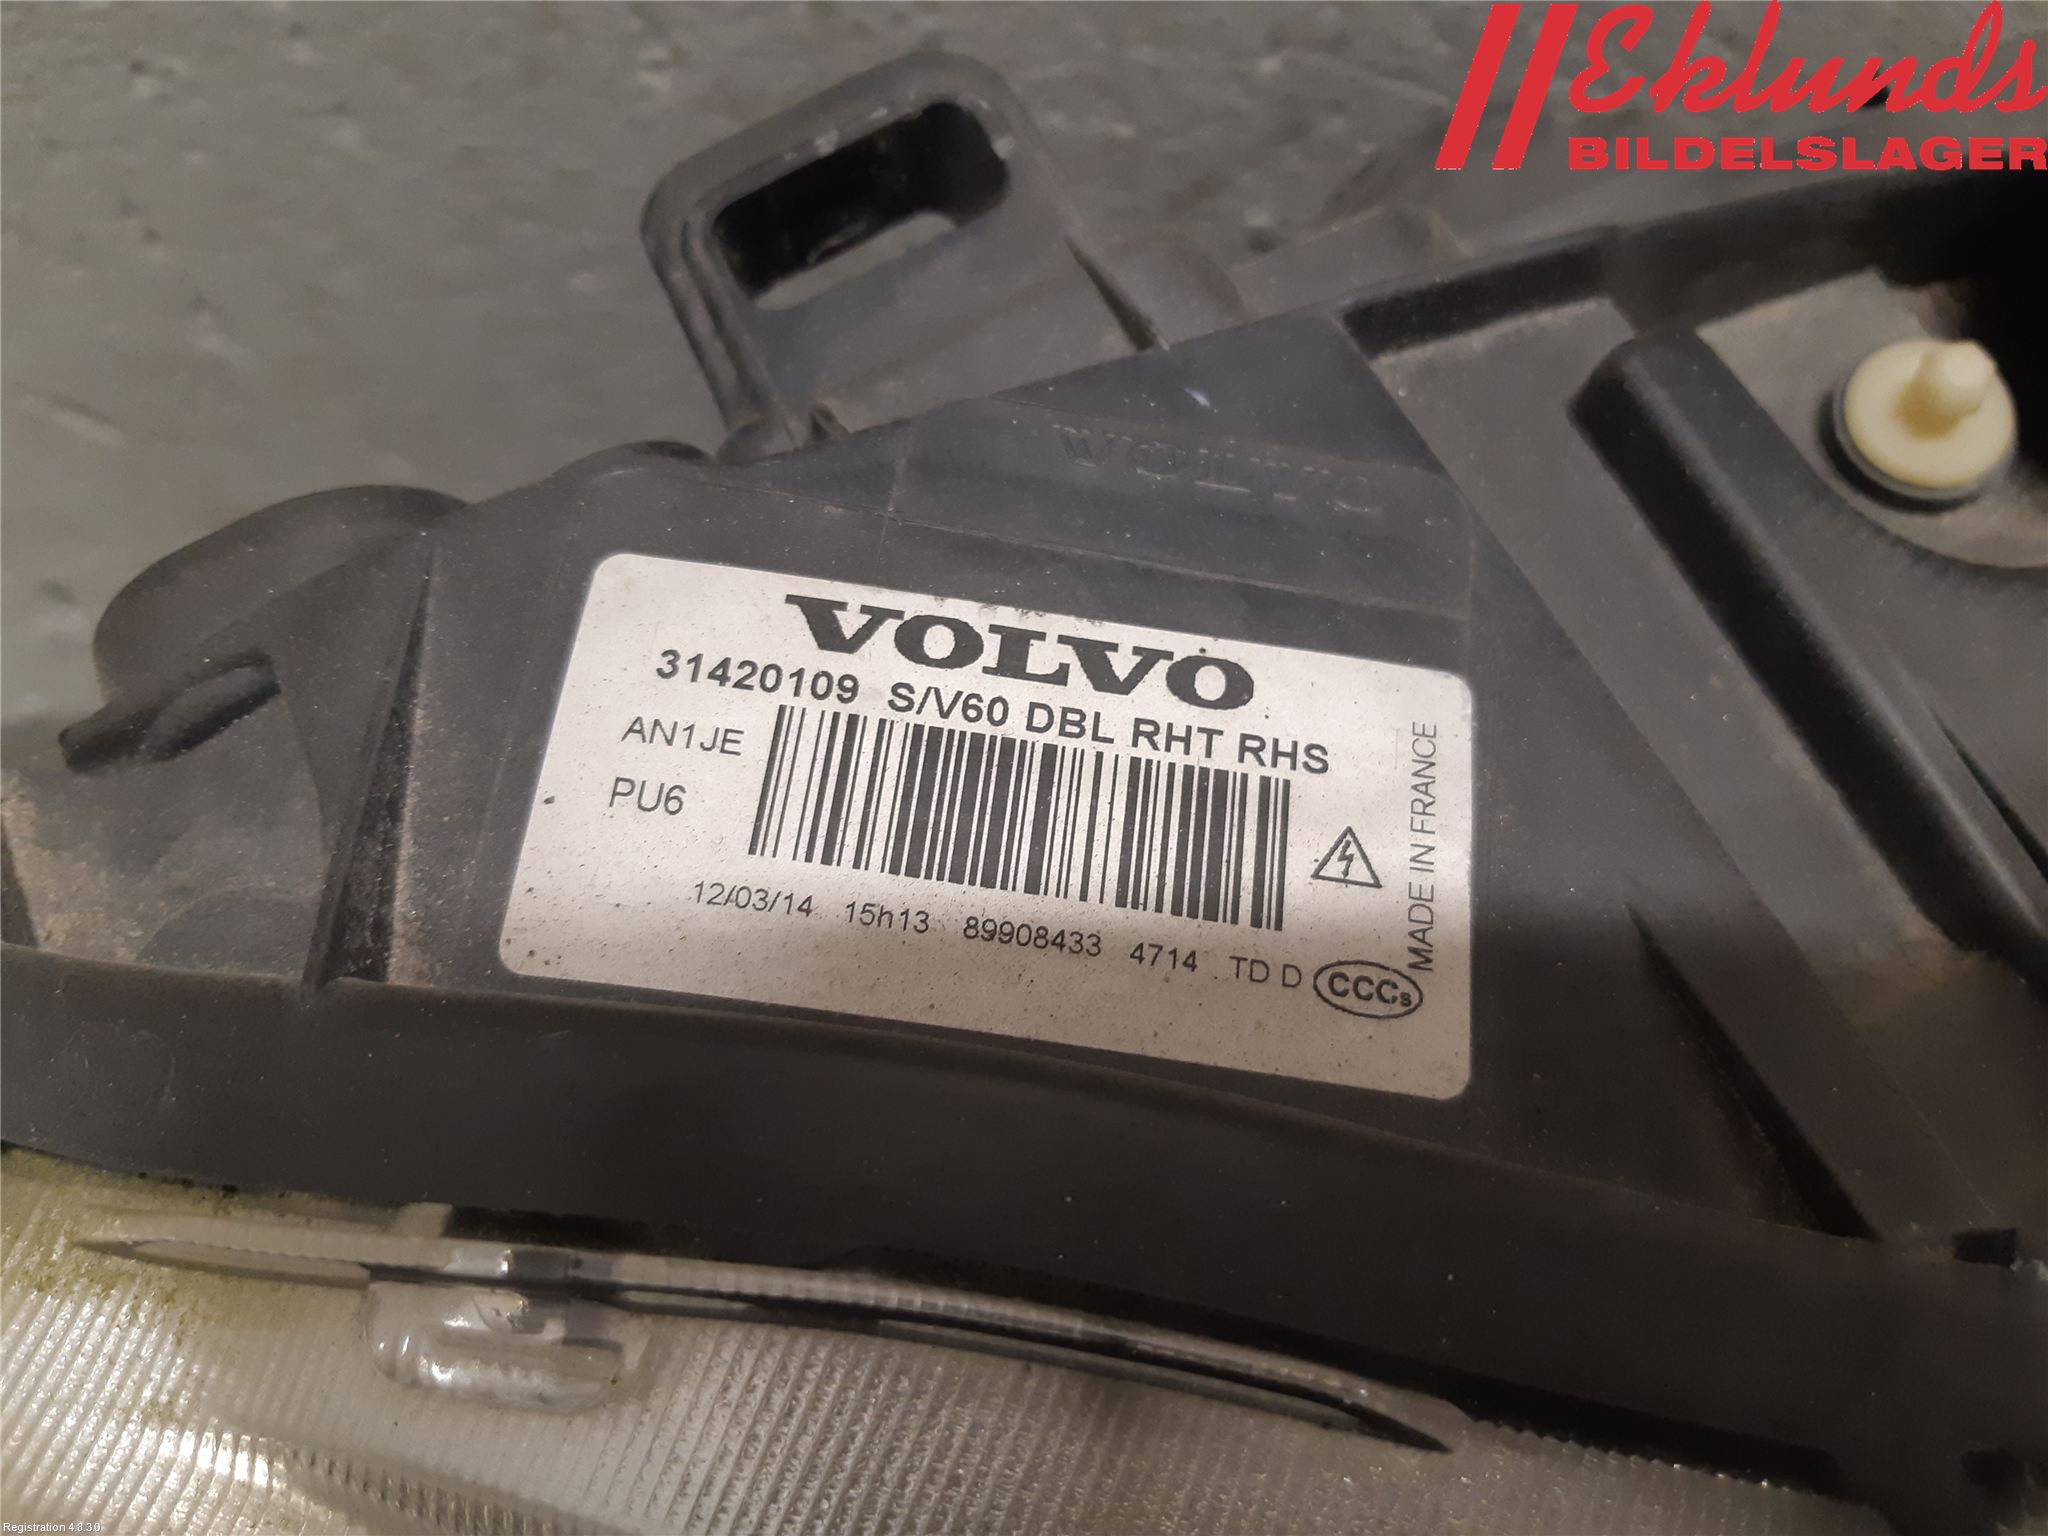 Eklunds
BILDELSLAGER
VOLVO
VOLVO
31420109 S/V60 DBL RHT RHS
AN1JE
PU6
MADE IN FRANCE
12/03/14 15h13 89908433 4714 TD D CCCs
Registration 4.8.3.0